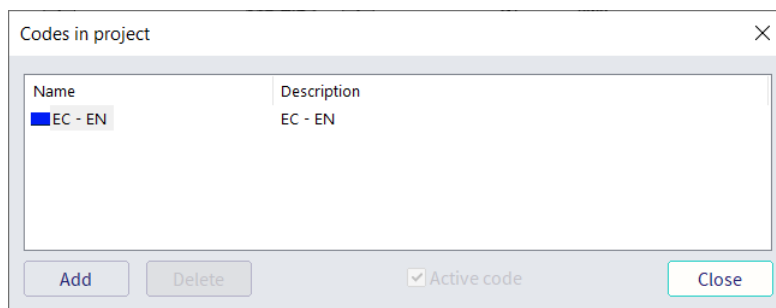 Codes in project
Name Description
EC - EN EC - EN
Add Delete Active code Close